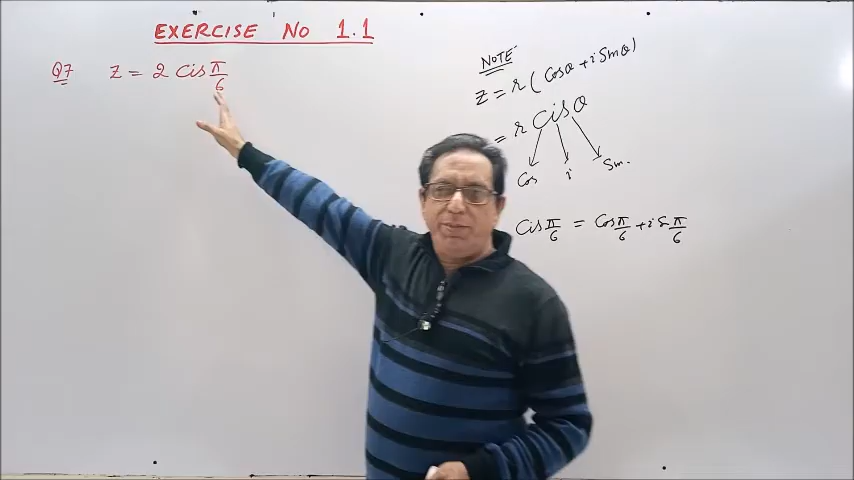 EXERCISE No 1.1
Q7 z = 2 Cis π/6
NOTE
z = r ( Cosθ + i Sinθ )
= r Cisθ
Cos i Sin.
Cis π/6 = Cos π/6 + i S π/6